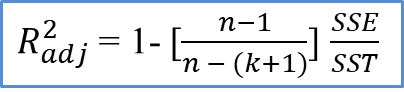 R²adj = 1- [n−1 / n − (k+1)] SSE / SST